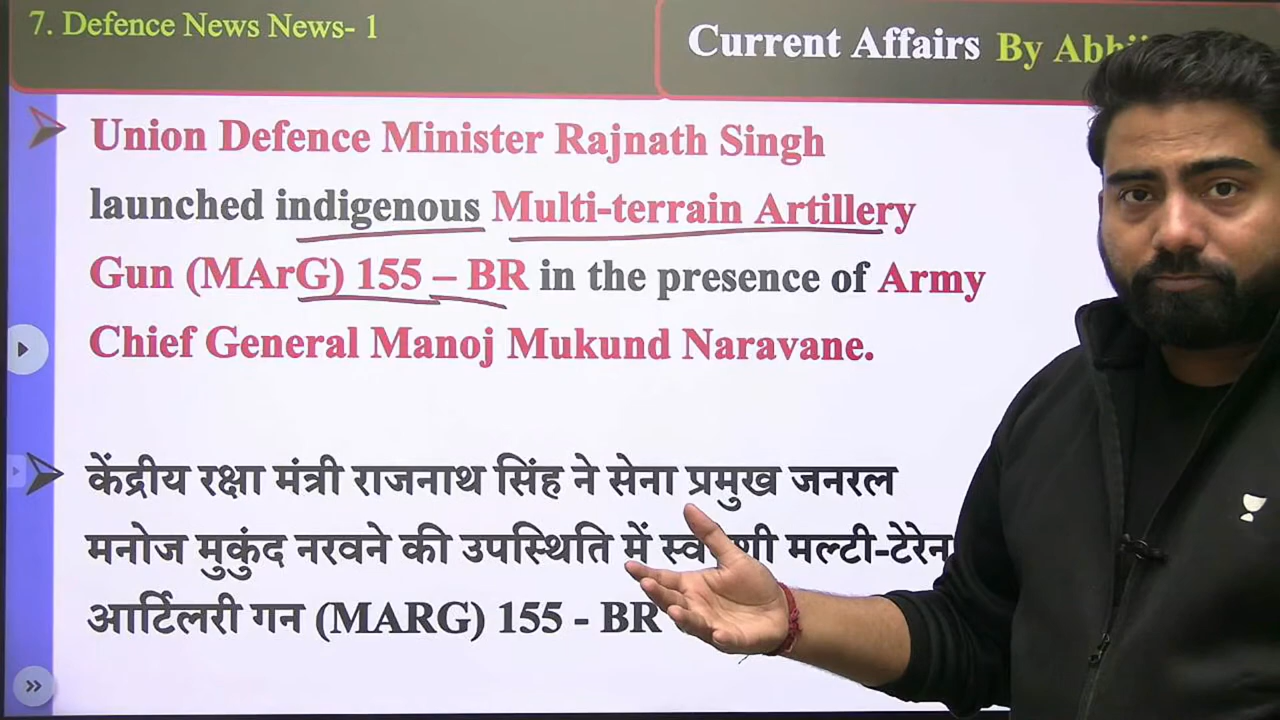 7. Defence News News- 1
Current Affairs By
Union Defence Minister Rajnath Singh
launched indigenous Multi-terrain Artillery
Gun (MArG) 155 – BR in the presence of Army
Chief General Manoj Mukund Naravane.
केंद्रीय रक्षा मंत्री राजनाथ सिंह ने सेना प्रमुख जनरल
मनोज मुकुंद नरवने की उपस्थिति में मल्टी-टेरेन
आर्टिलरी गन (MARG) 155 - BR